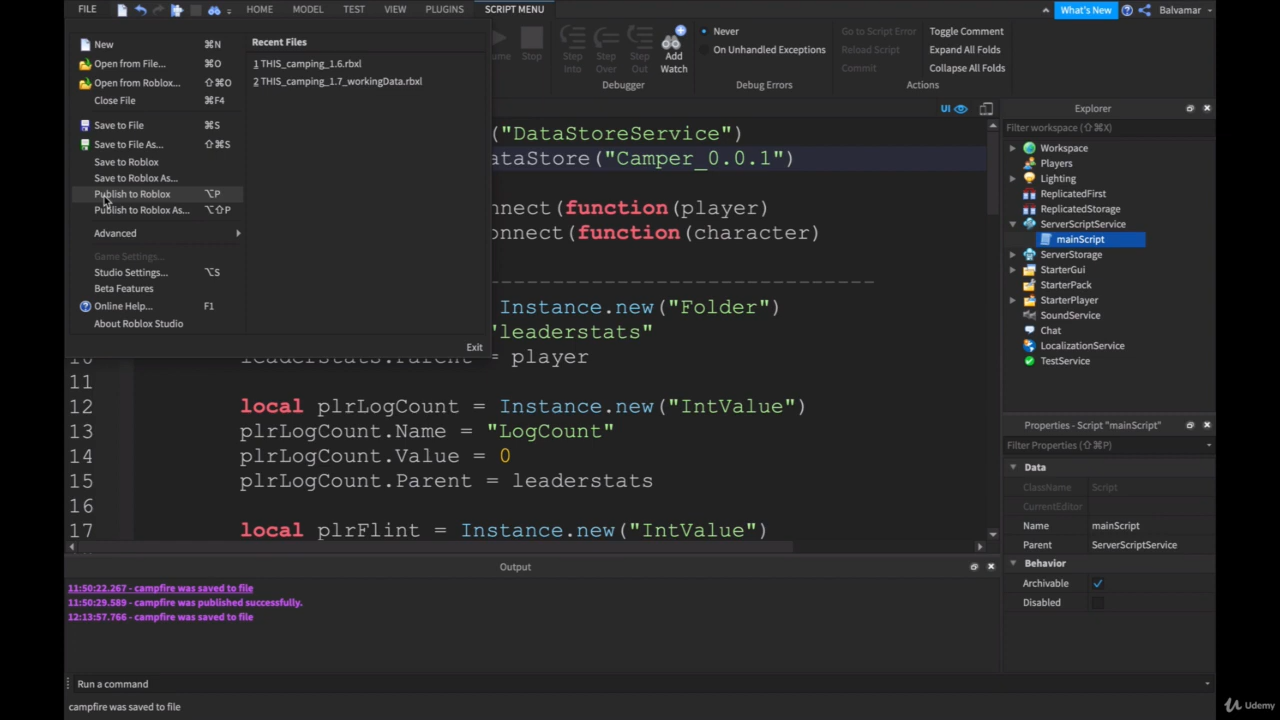 FILE HOME MODEL TEST VIEW PLUGINS SCRIPT MENU What's New Balvamar
New ⌘N
Open from File... ⌘O
Open from Roblox... ⇧⌘O
Close File ⌘F4
Save to File ⌘S
Save to File As... ⇧⌘S
Save to Roblox
Save to Roblox As...
Publish to Roblox ⌥P
Publish to Roblox As... ⌥⇧P
Advanced
Game Settings...
Studio Settings... ⌥S
Beta Features
Online Help... F1
About Roblox Studio
Recent Files
1 THIS_camping_1.6.rbxl
2 THIS_camping_1.7_workingData.rbxl
Exit
ume Stop
Step Into
Step Over
Step Out
Add Watch
Debugger
Never
On Unhandled Exceptions
Debug Errors
Go to Script Error
Reload Script
Commit
Toggle Comment
Expand All Folds
Collapse All Folds
Actions
UI
("DataStoreService")
ataStore("Camper_0.0.1")
nnect(function(player)
onnect(function(character)
Instance.new("Folder")
"leaderstats"
leaderstats.Parent = player
11
12 local plrLogCount = Instance.new("IntValue")
13 plrLogCount.Name = "LogCount"
14 plrLogCount.Value = 0
15 plrLogCount.Parent = leaderstats
16
17 local plrFlint = Instance.new("IntValue")
Explorer
Filter workspace (⇧⌘X)
Workspace
Players
Lighting
ReplicatedFirst
ReplicatedStorage
ServerScriptService
mainScript
ServerStorage
StarterGui
StarterPack
StarterPlayer
SoundService
Chat
LocalizationService
TestService
Properties - Script "mainScript"
Filter Properties (⇧⌘P)
Data
ClassName Script
CurrentEditor
Name mainScript
Parent ServerScriptService
Behavior
Archivable
Disabled
Output
11:50:22.267 - campfire was saved to file
11:50:29.589 - campfire was published successfully.
12:13:57.766 - campfire was saved to file
Run a command
campfire was saved to file
Udemy